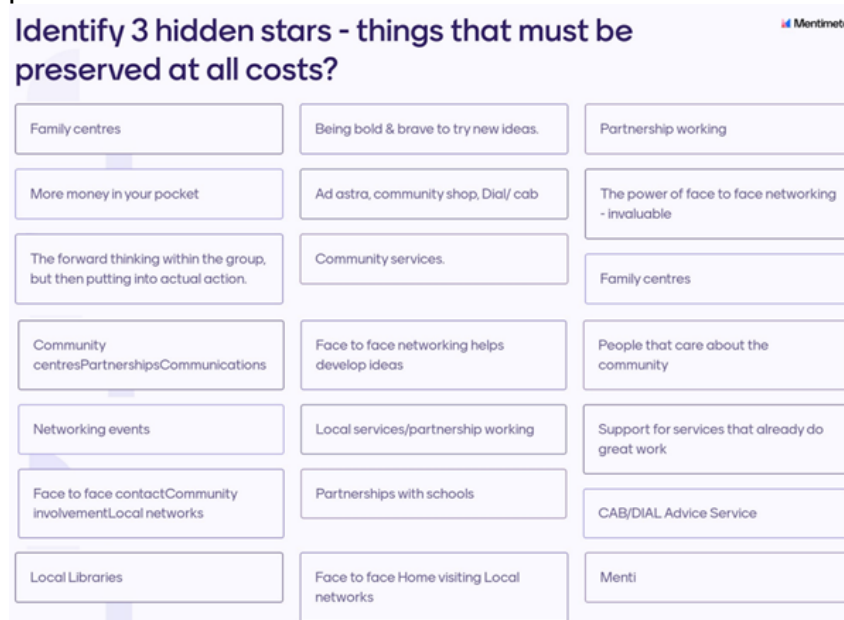 Identify 3 hidden stars - things that must be
preserved at all costs?
Family centres
Being bold & brave to try new ideas.
Partnership working
More money in your pocket
Ad astra, community shop, Dial/ cab
The power of face to face networking
- invaluable
The forward thinking within the group,
but then putting into actual action.
Community services.
Family centres
Community
centresPartnershipsCommunications
Face to face networking helps
develop ideas
People that care about the
community
Networking events
Local services/partnership working
Support for services that already do
great work
Face to face contactCommunity
involvementLocal networks
Partnerships with schools
CAB/DIAL Advice Service
Local Libraries
Face to face Home visiting Local
networks
Menti